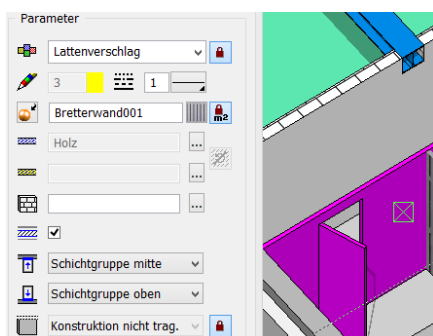 Parameter
Lattenverschlag
3 1
Bretterwand001 m2
Holz
...
...
...
Schichtgruppe mitte
Schichtgruppe oben
Konstruktion nicht trag.